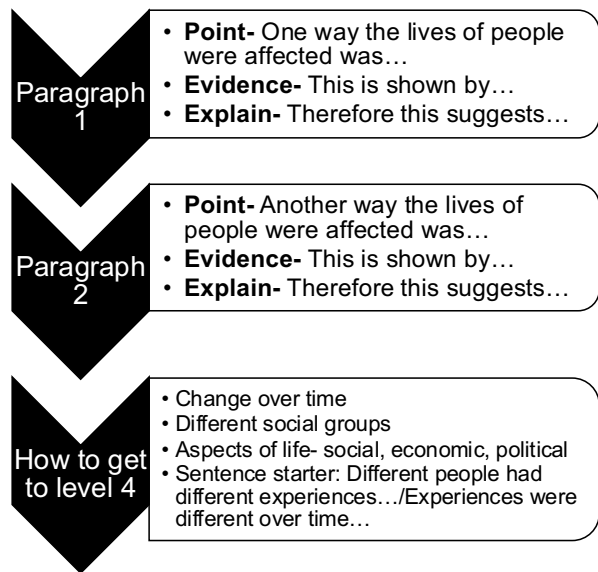 Paragraph
1
• Point- One way the lives of people
were affected was…
• Evidence- This is shown by…
• Explain- Therefore this suggests…
Paragraph
2
• Point- Another way the lives of
people were affected was…
• Evidence- This is shown by…
• Explain- Therefore this suggests…
How to get
to level 4
• Change over time
• Different social groups
• Aspects of life- social, economic, political
• Sentence starter: Different people had
different experiences…/Experiences were
different over time…